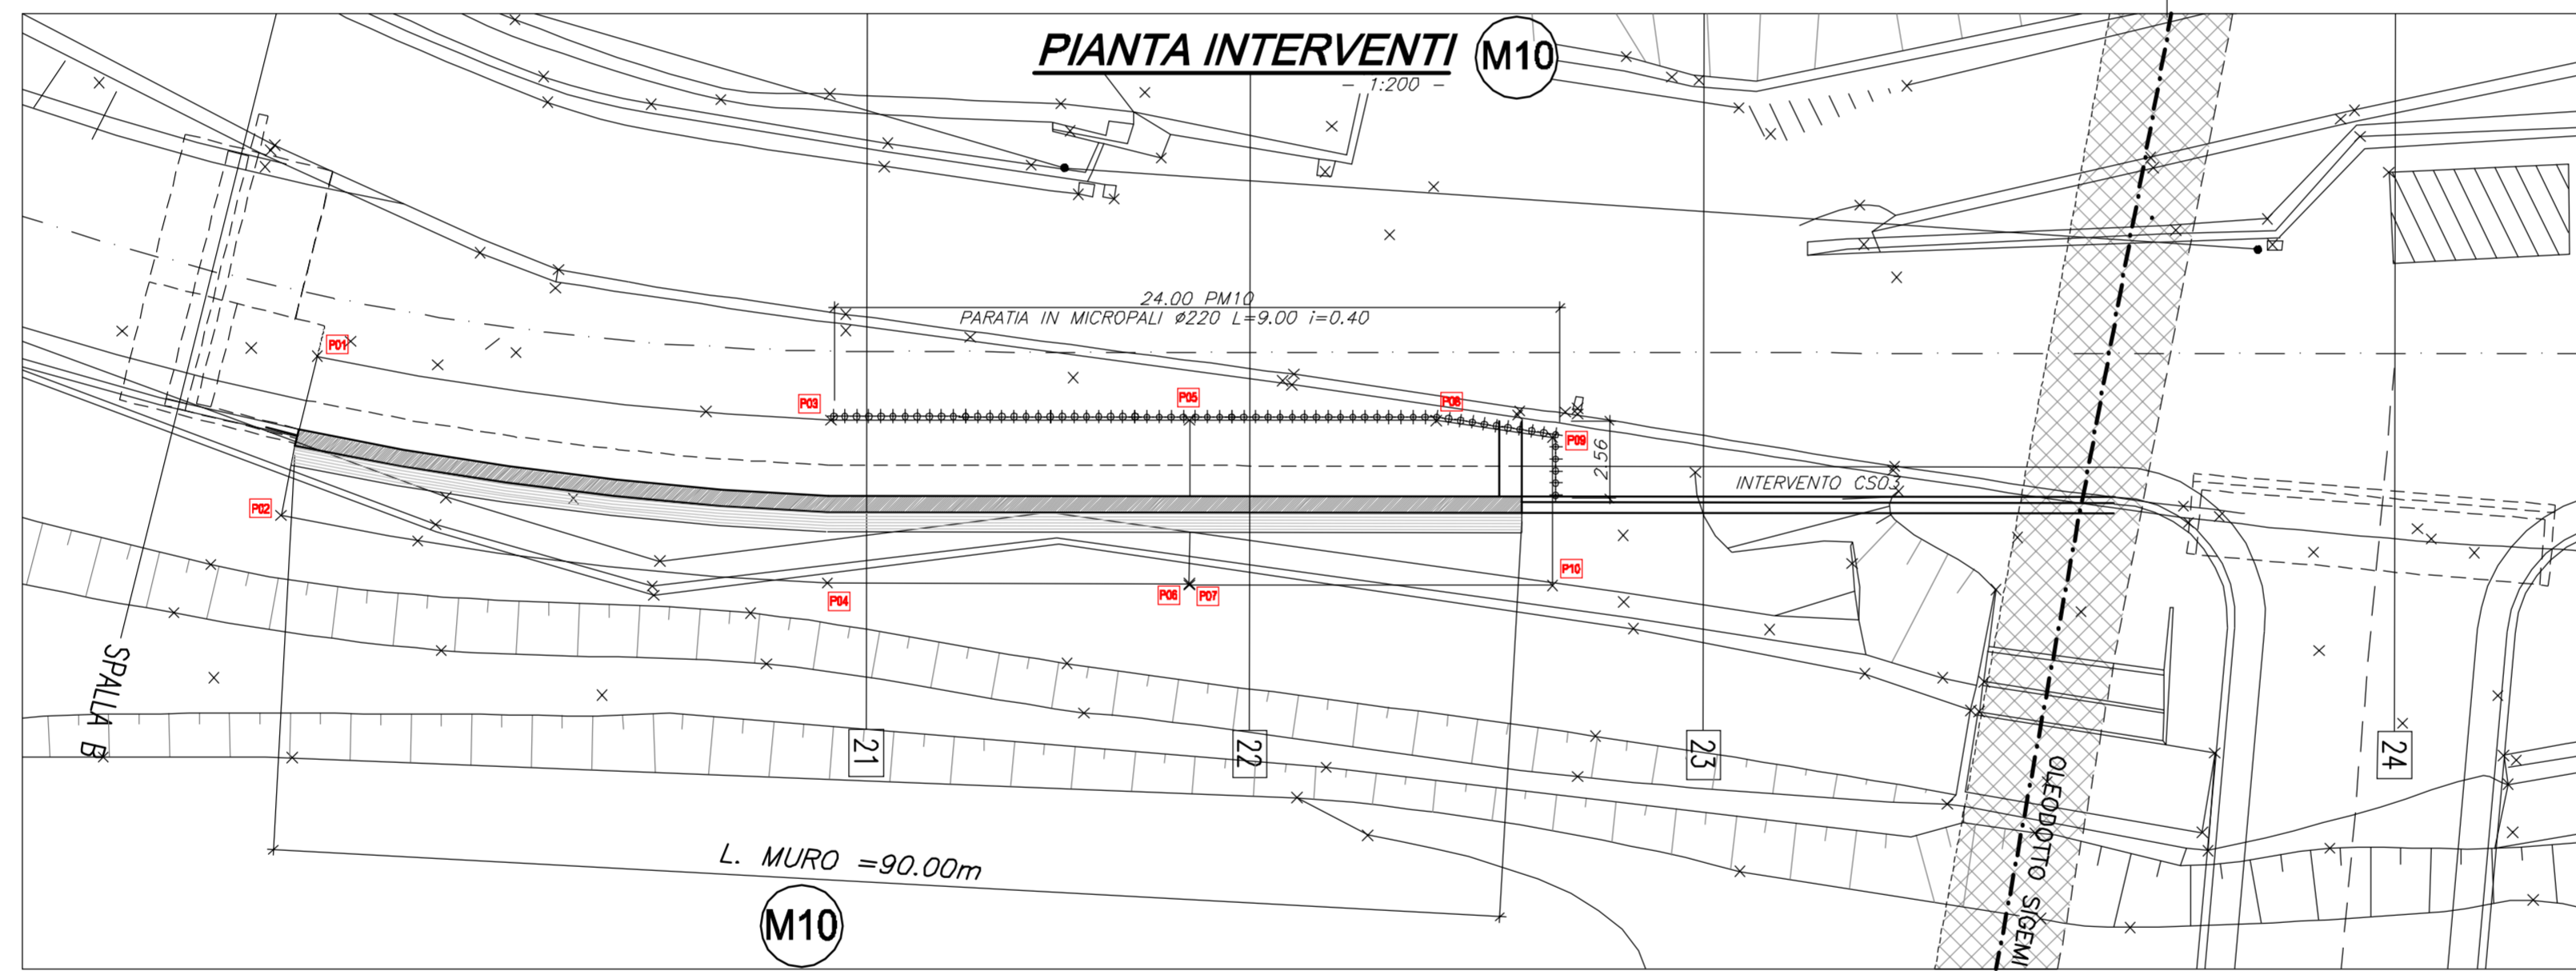 PIANTA INTERVENTI M10
- 1:200 -
24.00 PM10
PARATIA IN MICROPALI ø220 L=9.00 i=0.40
P01
P03
P05
P08
P09
2.56
INTERVENTO CS03
P02
P04
P06
P07
P10
SPALLA B
21
22
23
24
OLEODOTTO SIGEMI
L. MURO =90.00m
M10